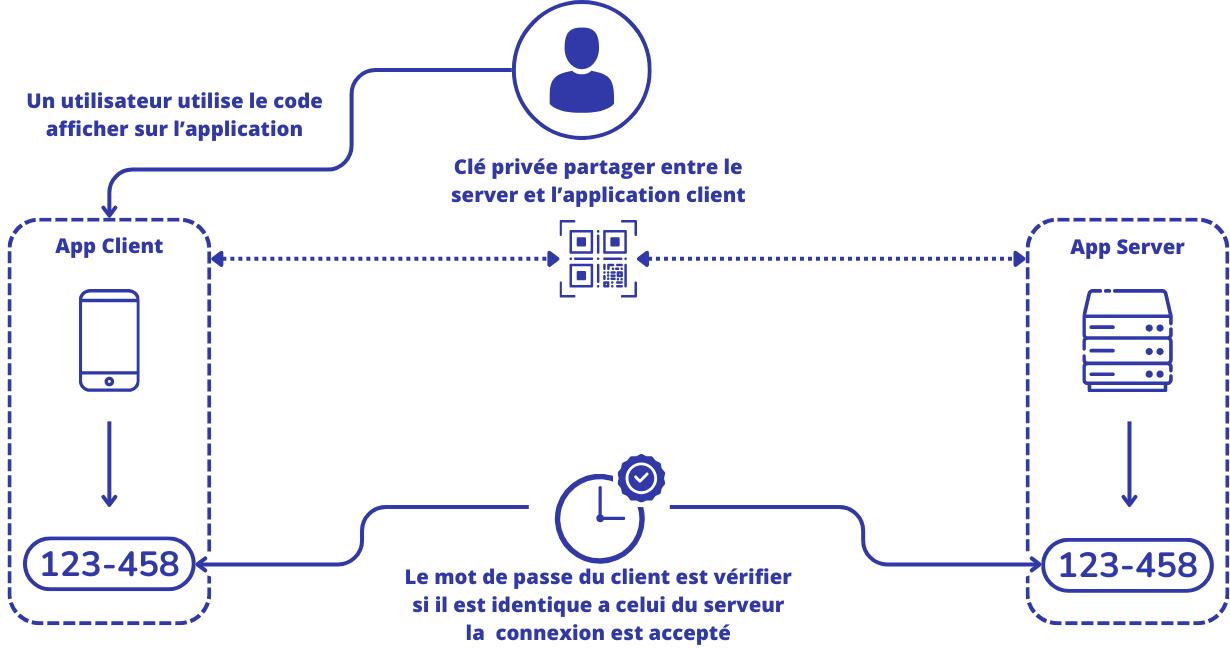 Un utilisateur utilise le code
afficher sur l’application
Clé privée partager entre le
server et l’application client
App Client
App Server
123-458
123-458
Le mot de passe du client est vérifier
si il est identique a celui du serveur
la connexion est accepté